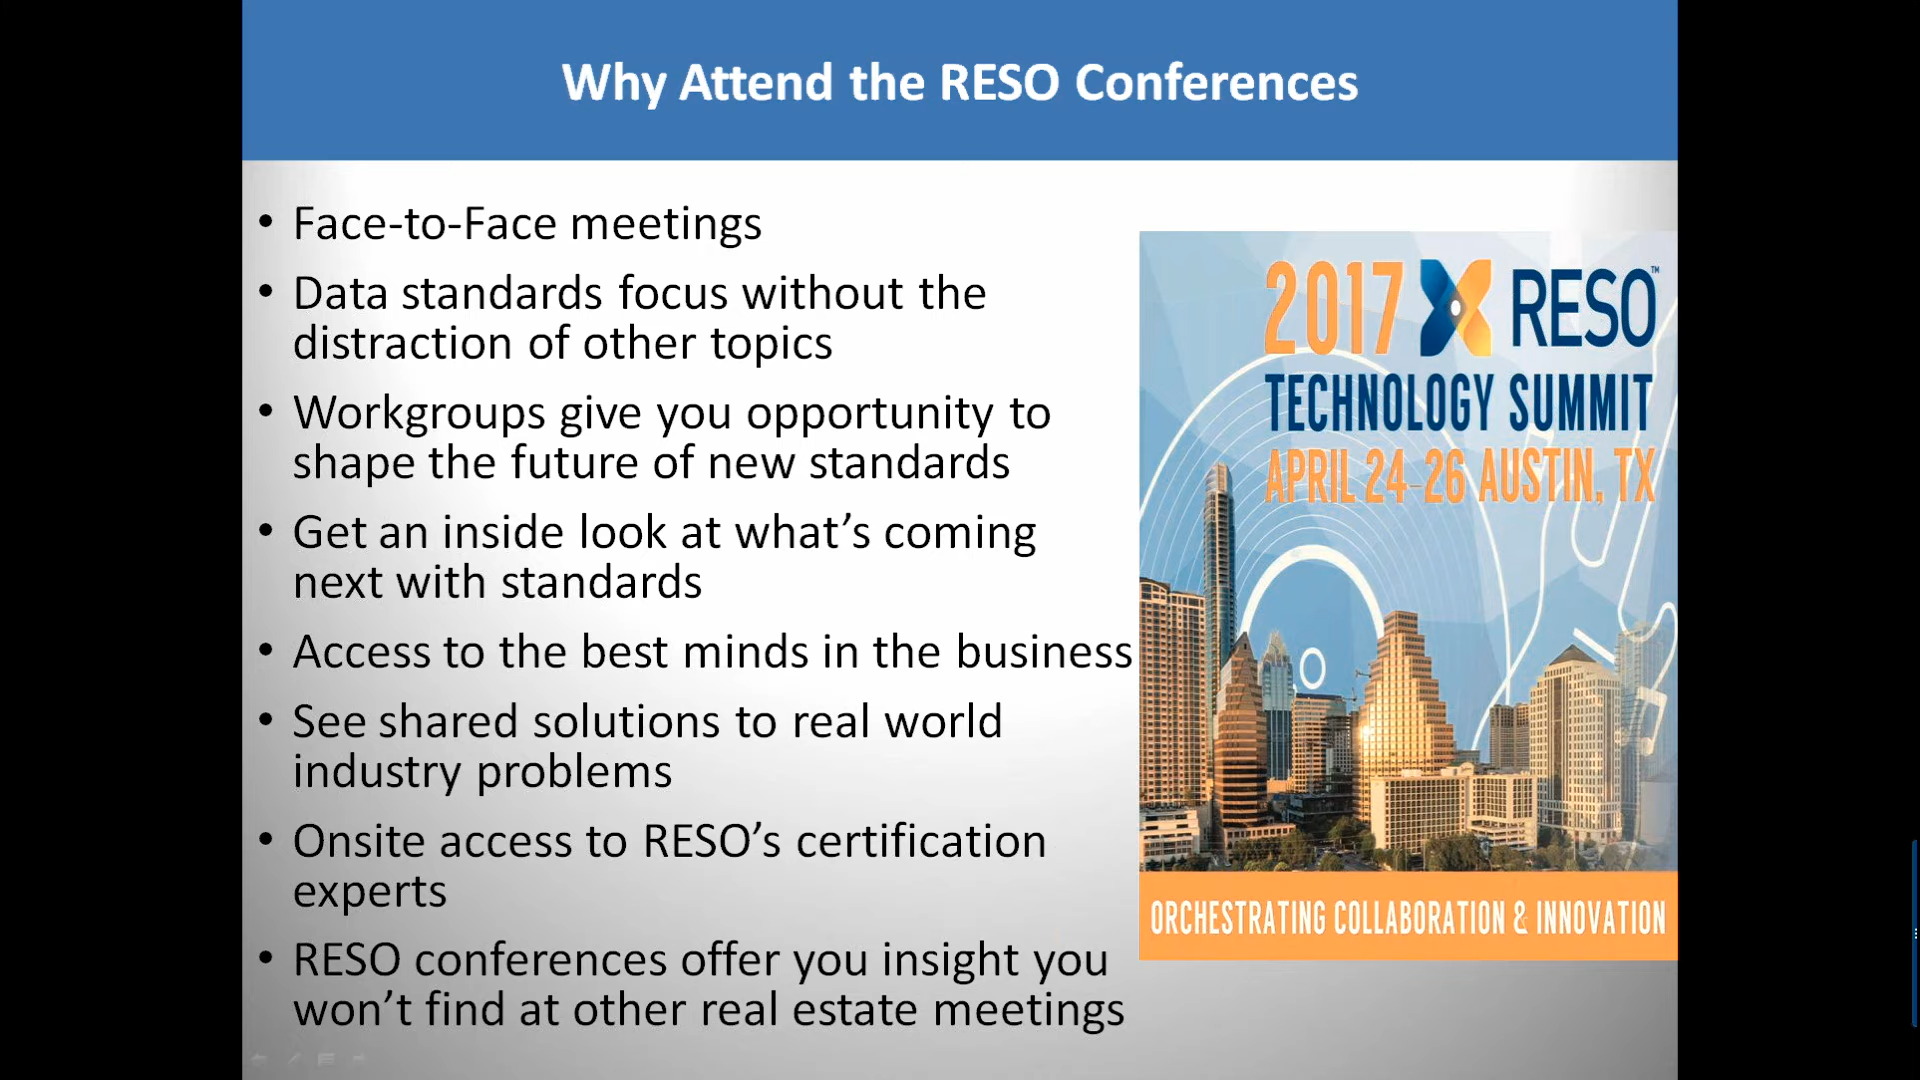 Why Attend the RESO Conferences
• Face-to-Face meetings
• Data standards focus without the
distraction of other topics
• Workgroups give you opportunity to
shape the future of new standards
• Get an inside look at what’s coming
next with standards
• Access to the best minds in the business
• See shared solutions to real world
industry problems
• Onsite access to RESO’s certification
experts
• RESO conferences offer you insight you
won’t find at other real estate meetings
2017 RESO™
TECHNOLOGY SUMMIT
APRIL 24-26 AUSTIN, TX
ORCHESTRATING COLLABORATION & INNOVATION